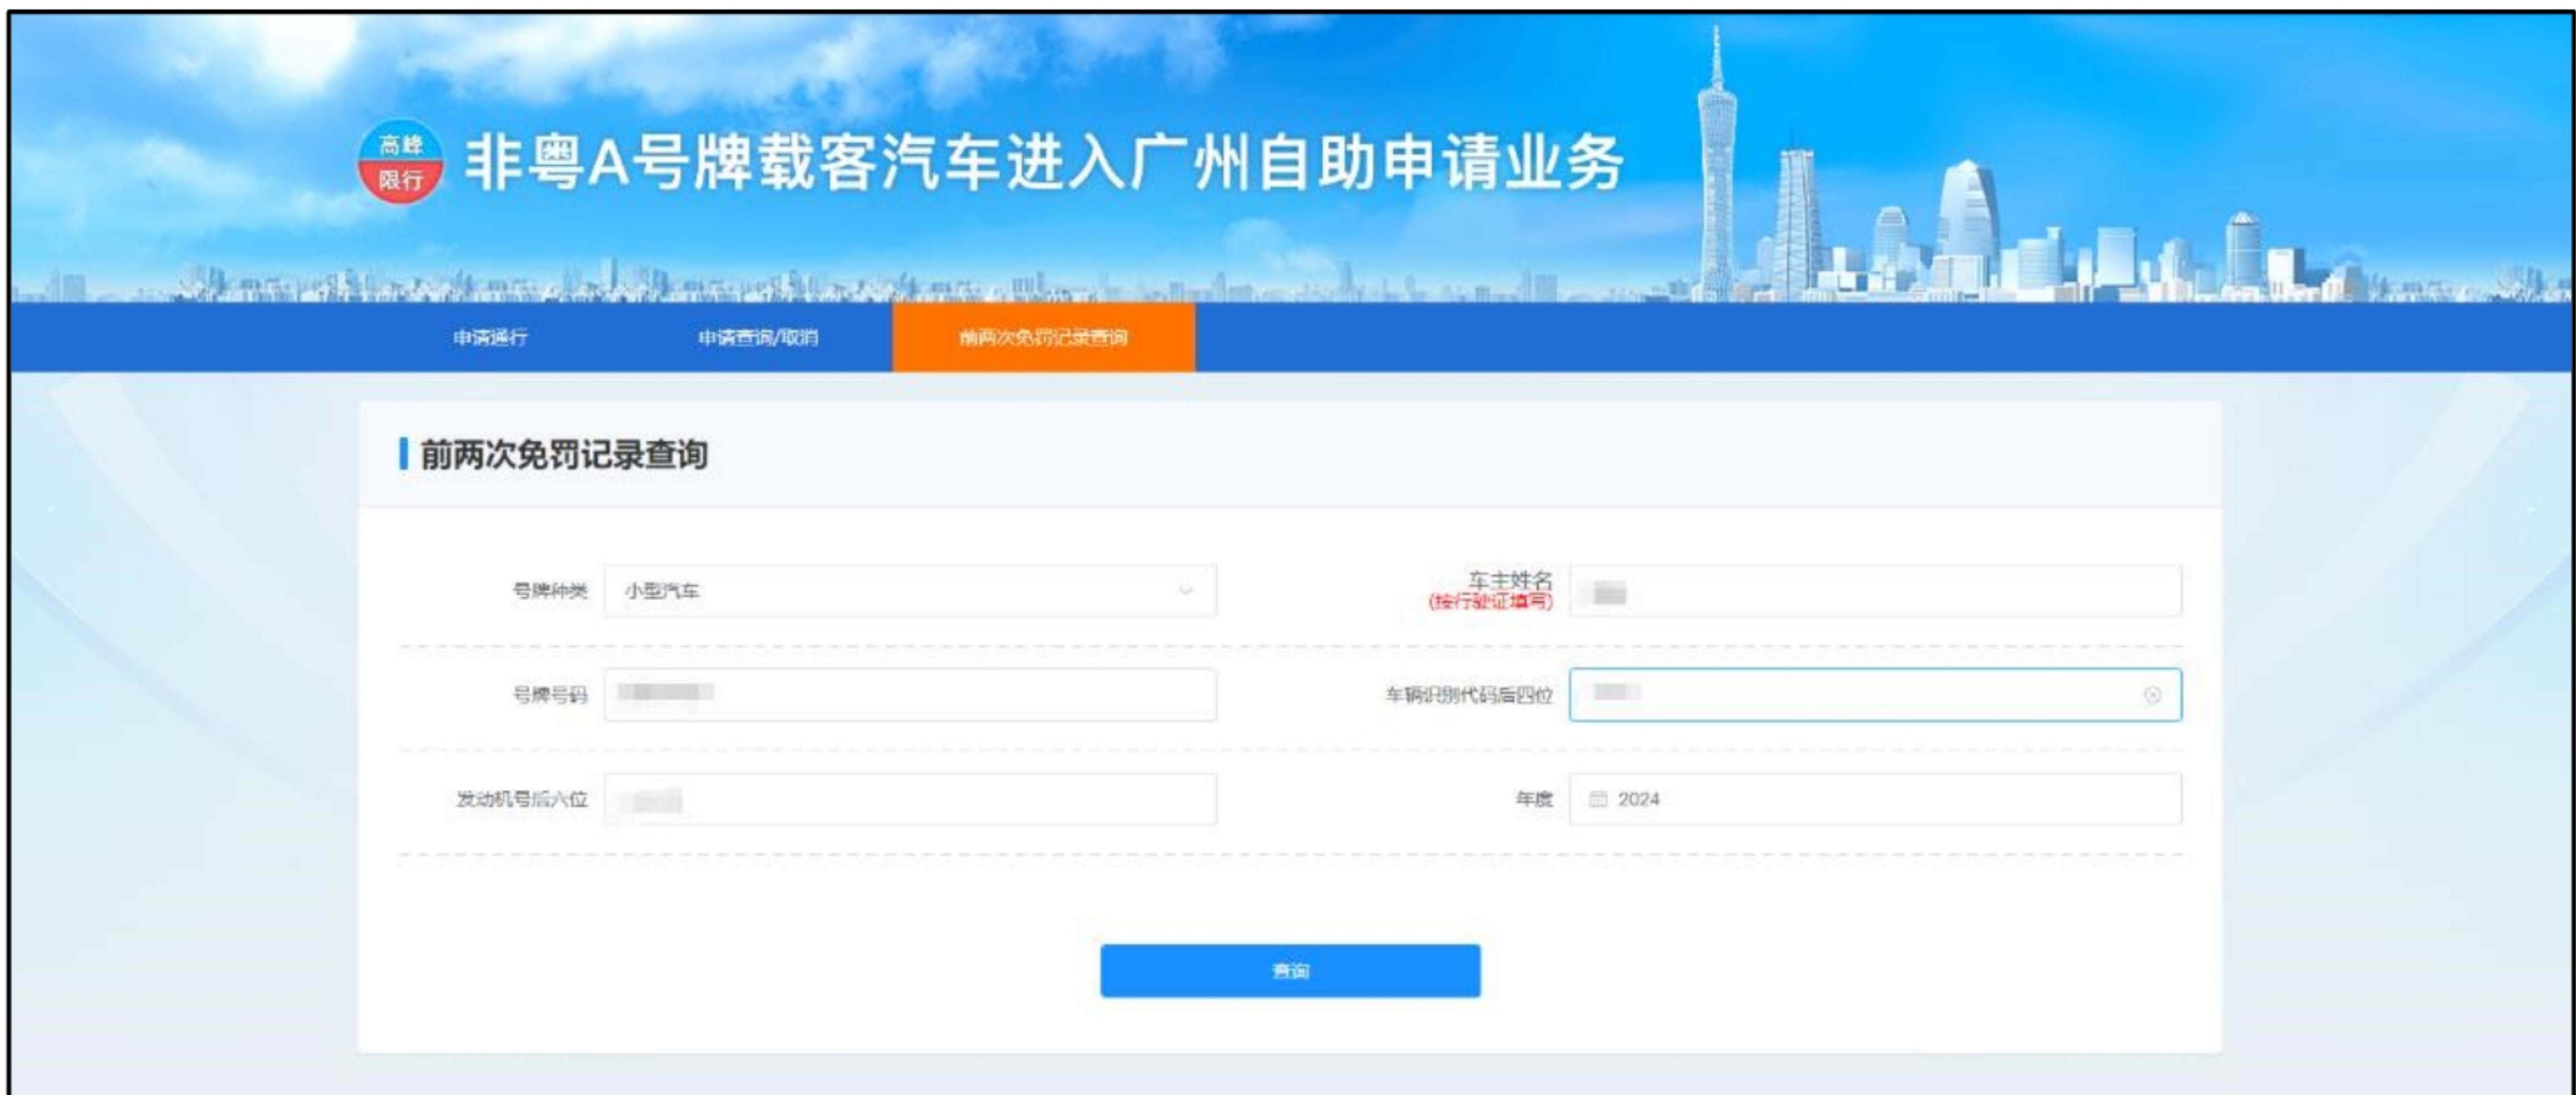 高峰
限行
非粤A号牌载客汽车进入广州自助申请业务
申请通行 申请查询/取消 前两次免罚记录查询
前两次免罚记录查询
号牌种类 小型汽车 车主姓名
(按行驶证填写)
号牌号码 车辆识别代码后四位
发动机号后六位 年度 2024
查询